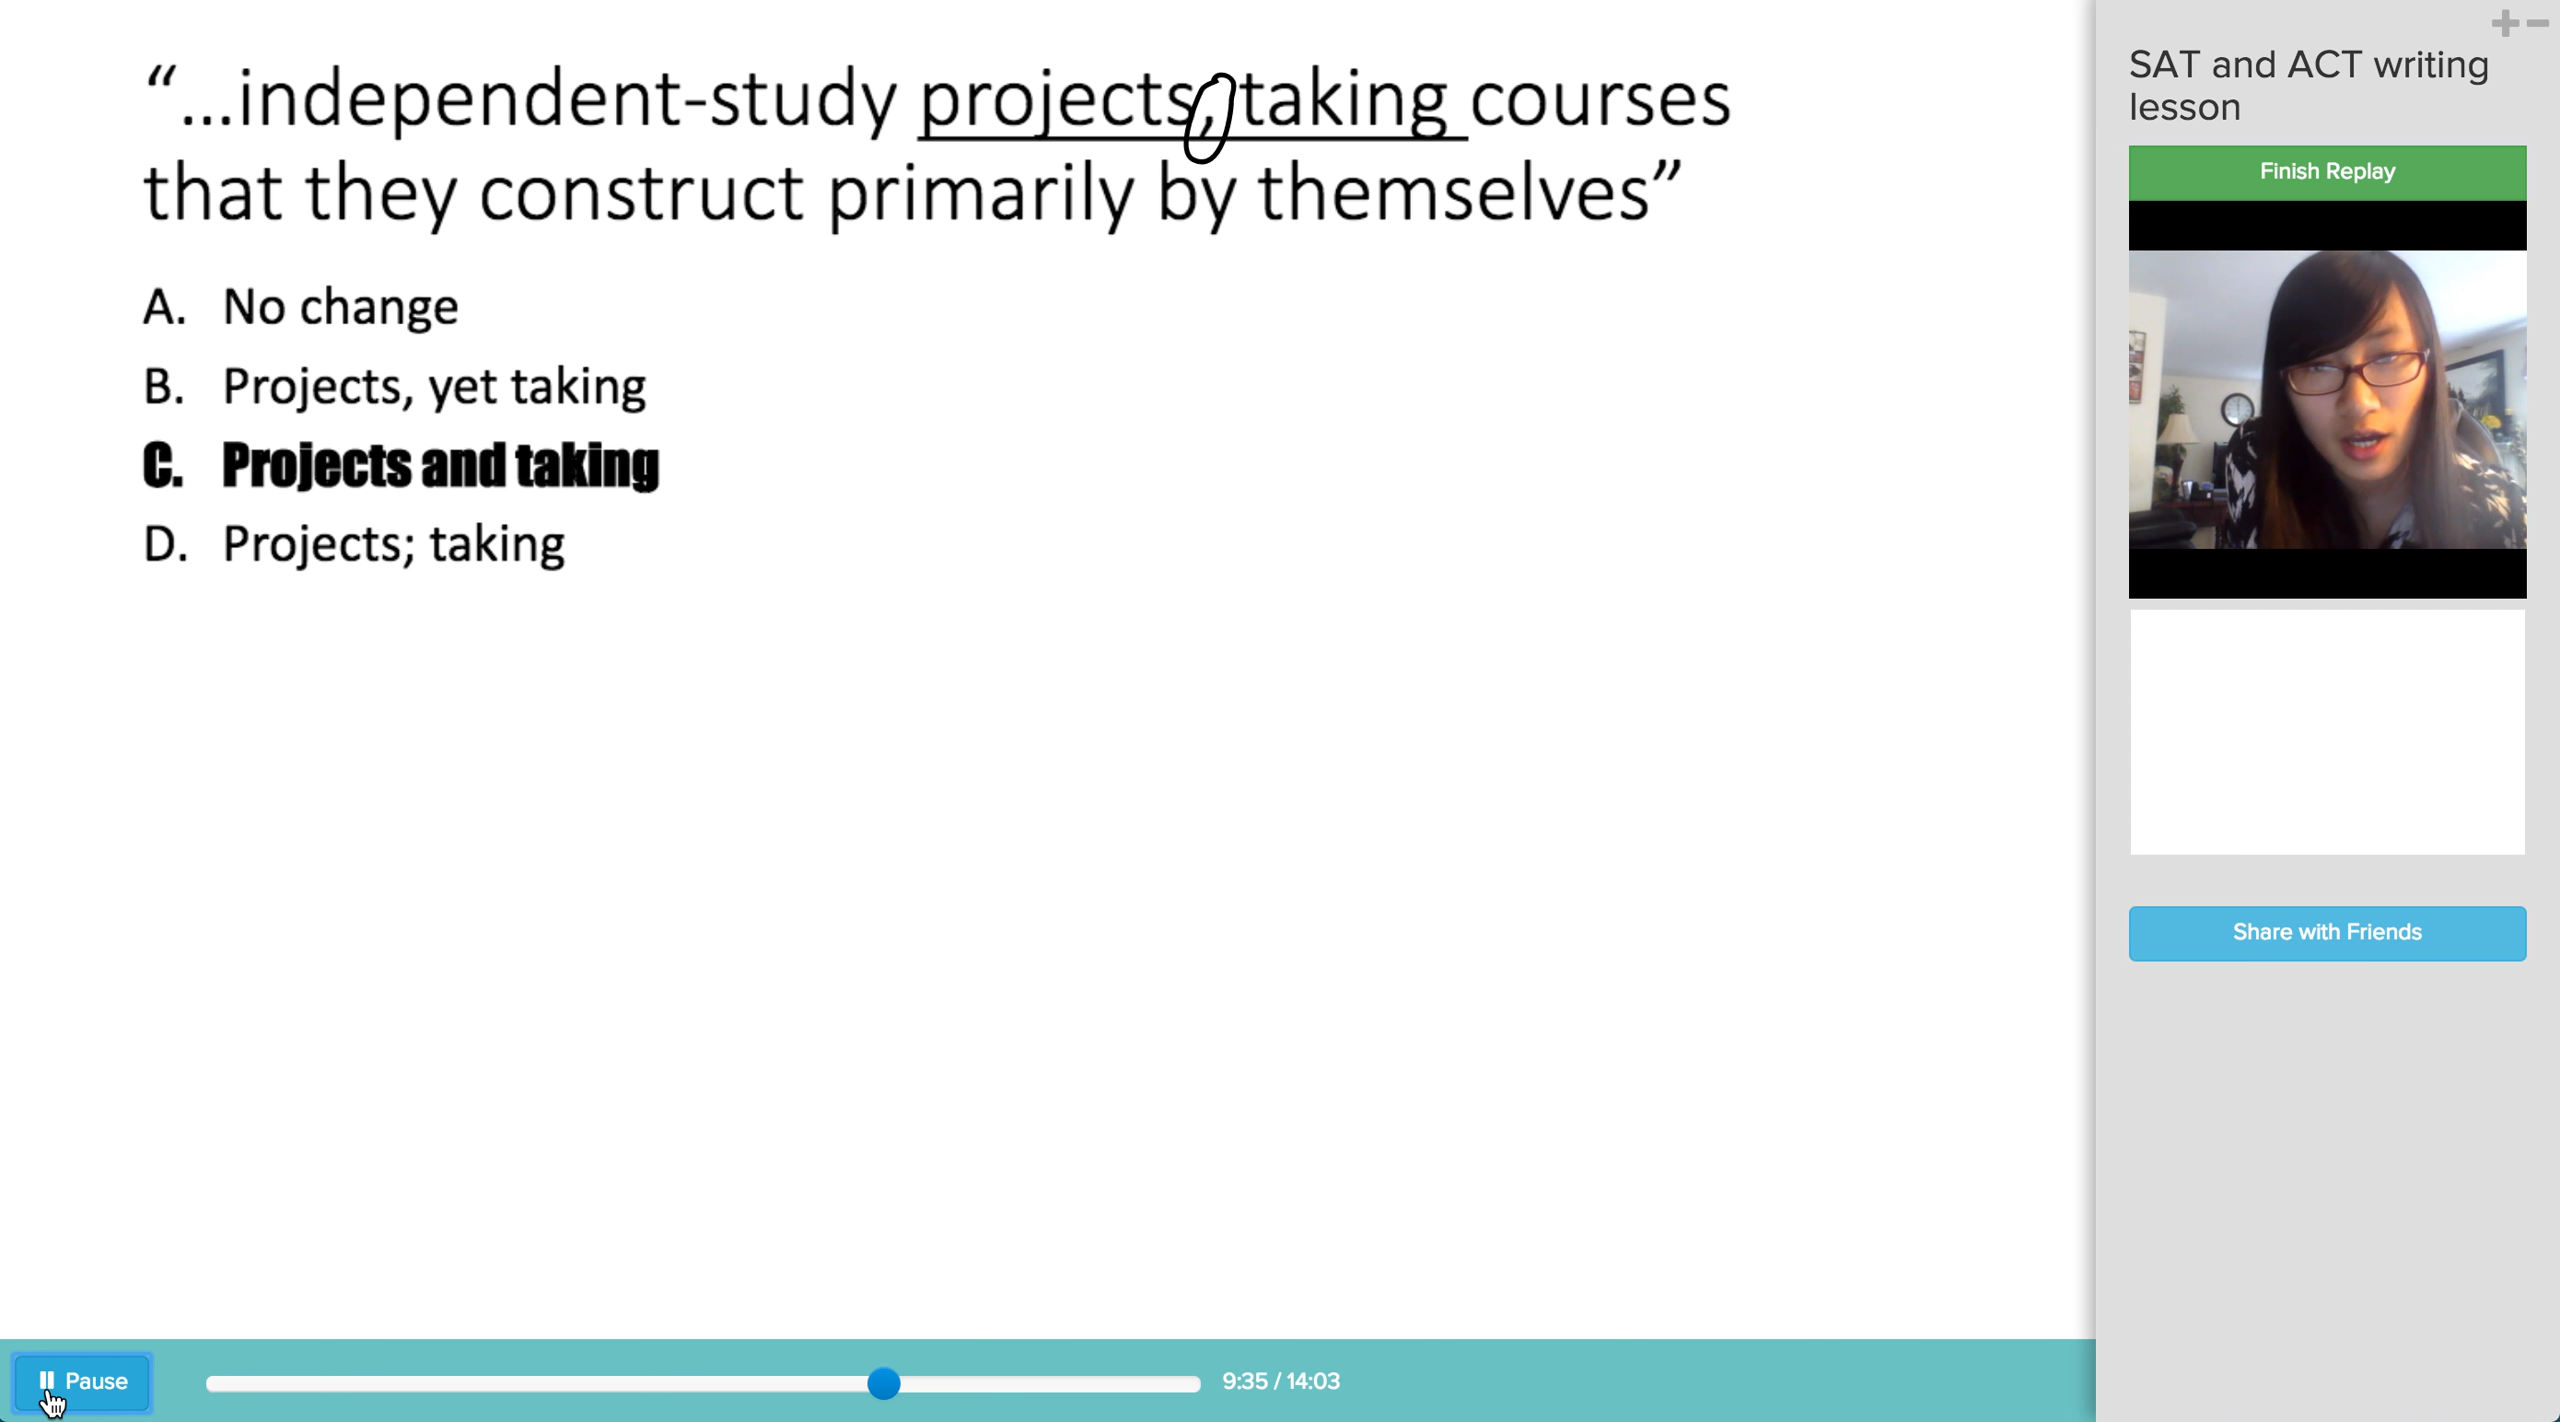 “...independent-study projects, taking courses
that they construct primarily by themselves”
A. No change
B. Projects, yet taking
C. Projects and taking
D. Projects; taking
SAT and ACT writing
lesson
Finish Replay
Share with Friends
Pause
9:35 / 14:03